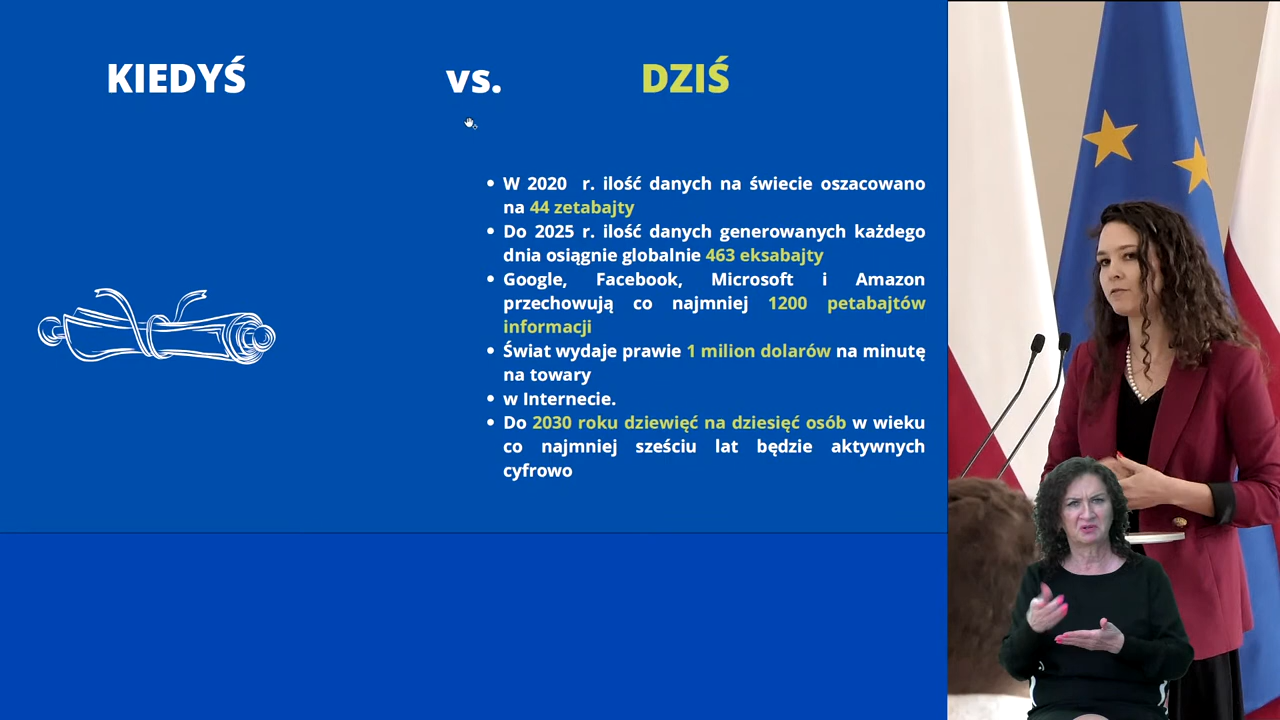 KIEDYŚ vs. DZIŚ
W 2020 r. ilość danych na świecie oszacowano
na 44 zetabajty
Do 2025 r. ilość danych generowanych każdego
dnia osiągnie globalnie 463 eksabajty
Google, Facebook, Microsoft i Amazon
przechowują co najmniej 1200 petabajtów
informacji
Świat wydaje prawie 1 milion dolarów na minutę
na towary
w Internecie.
Do 2030 roku dziewięć na dziesięć osób w wieku
co najmniej sześciu lat będzie aktywnych
cyfrowo